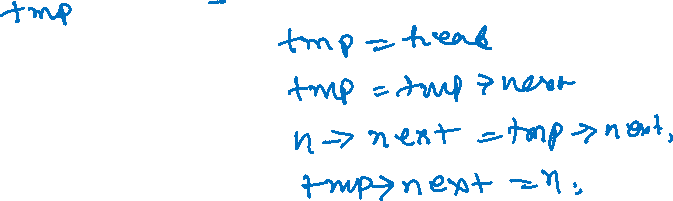 tmp =
tmp = head
tmp = tmp → next
n → next = tmp → next;
tmp → next = n;